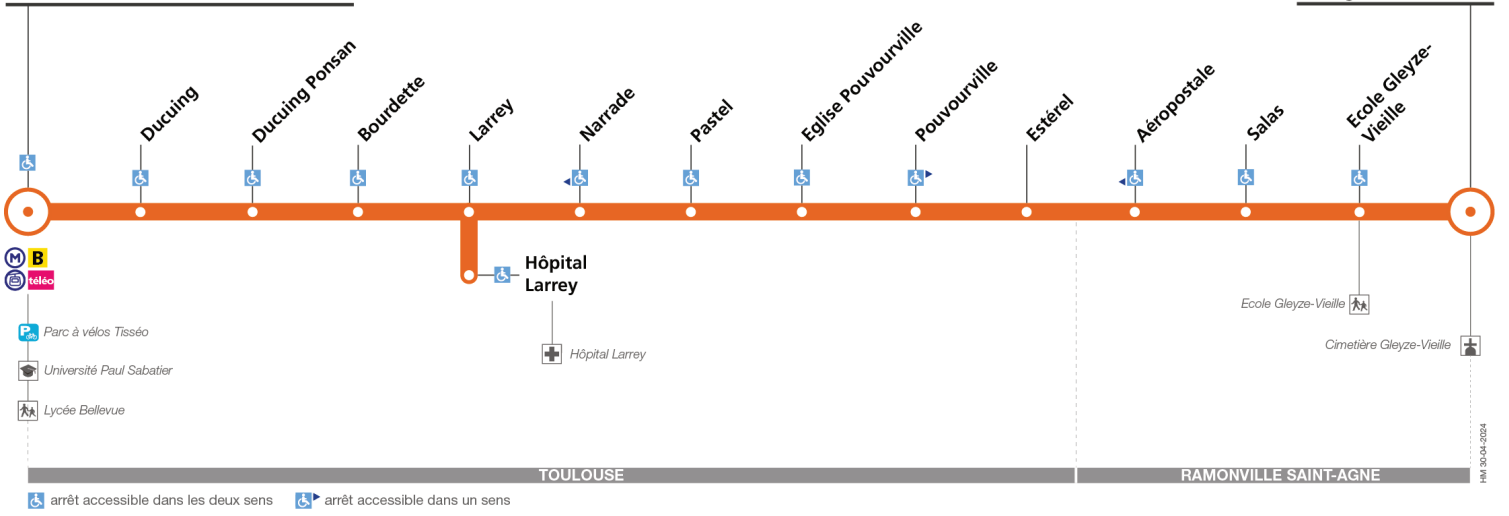 Ducuing
Ducuing Ponsan
Bourdette
Larrey
Narrade
Pastel
Eglise Pouvourville
Pouvourville
Estérel
Aéropostale
Salas
Ecole Gleyze-
Vieille
M B
téléo
Hôpital
Larrey
Parc à vélos Tisséo
Université Paul Sabatier
Lycée Bellevue
Hôpital Larrey
Ecole Gleyze-Vieille
Cimetière Gleyze-Vieille
HM 30-04-2024
TOULOUSE
RAMONVILLE SAINT-AGNE
arrêt accessible dans les deux sens
arrêt accessible dans un sens